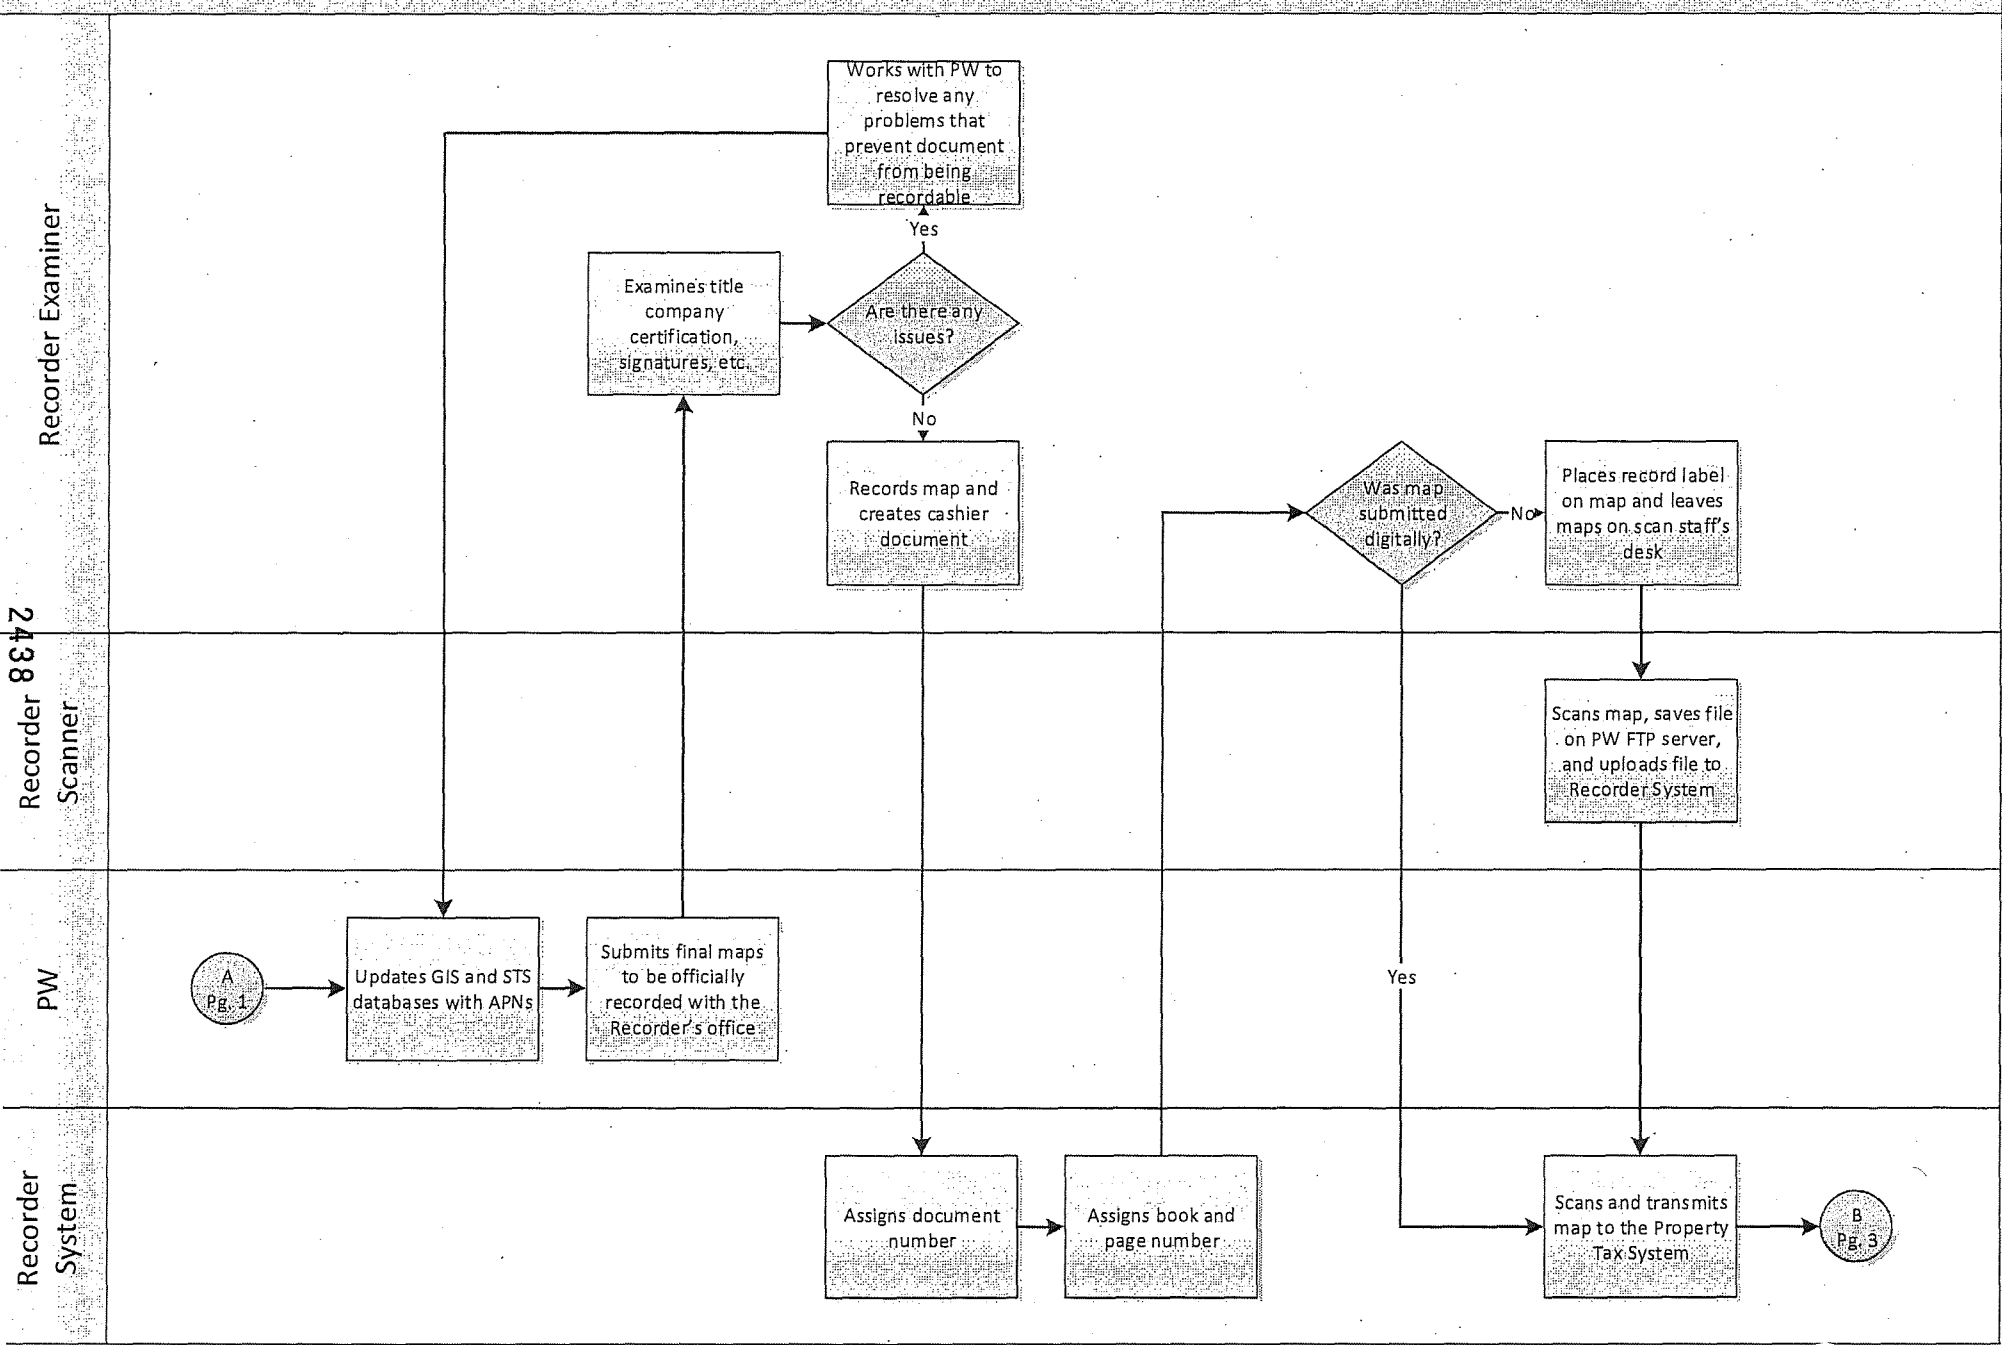 Recorder Examiner
Works with PW to
resolve any
problems that
prevent document
from being
recordable
Yes
Examines title
company
certification,
signatures, etc.
Are there any
issues?
No
Records map and
creates cashier
document
Was map
submitted
digitally?
No
Places record label
on map and leaves
maps on scan staff's
desk
2438
Recorder
Scanner
Scans map, saves file
on PW FTP server,
and uploads file to
Recorder System
PW
A
Pg. 1
Updates GIS and STS
databases with APNs
Submits final maps
to be officially
recorded with the
Recorder's office
Yes
Recorder
System
Assigns document
number
Assigns book and
page number
Scans and transmits
map to the Property
Tax System
B
Pg. 3